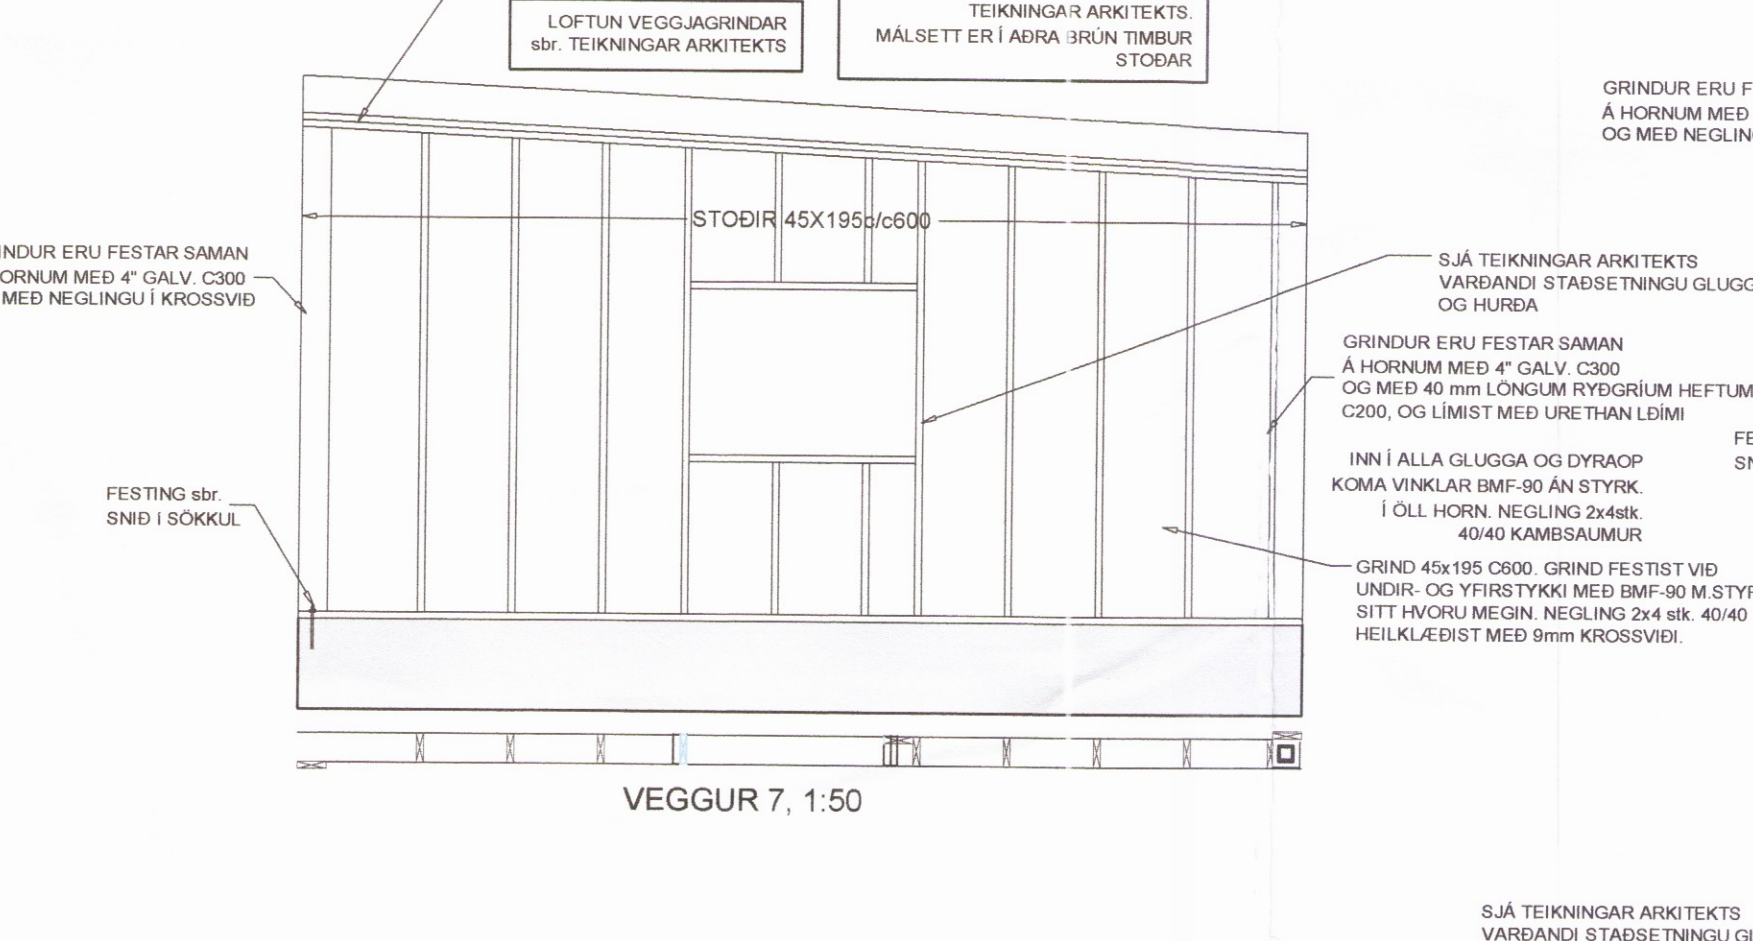 LOFTUN VEGGJAGRINDAR
sbr. TEIKNINGAR ARKITEKTS
TEIKNINGAR ARKITEKTS.
MÁLSETT ER Í AÐRA BRÚN TIMBUR
STOÐAR
GRINDUR ERU F
Á HORNUM MEÐ
OG MEÐ NEGLIN
STOÐIR 45X195c/c600
INDUR ERU FESTAR SAMAN
ORNUM MEÐ 4" GALV. C300
MEÐ NEGLINGU Í KROSSVIÐ
SJÁ TEIKNINGAR ARKITEKTS
VARÐANDI STAÐSETNINGU GLUGG
OG HURÐA
GRINDUR ERU FESTAR SAMAN
Á HORNUM MEÐ 4" GALV. C300
OG MEÐ 40 mm LÖNGUM RYÐGRÍUM HEFTUM
C200, OG LÍMIST MEÐ URETHAN LÐÍMI
FE
SN
INN Í ALLA GLUGGA OG DYRAOP
KOMA VINKLAR BMF-90 ÁN STYRK.
Í ÖLL HORN. NEGLING 2x4stk.
40/40 KAMBSAUMUR
FESTING sbr.
SNIÐ Í SÖKKUL
GRIND 45x195 C600. GRIND FESTIST VIÐ
UNDIR- OG YFIRSTYKKI MEÐ BMF-90 M.STYR
SITT HVORU MEGIN. NEGLING 2x4 stk. 40/40
HEILKLÆÐIST MEÐ 9mm KROSSVIÐI.
VEGGUR 7, 1:50
SJÁ TEIKNINGAR ARKITEKTS
VARÐANDI STAÐSETNINGU GL